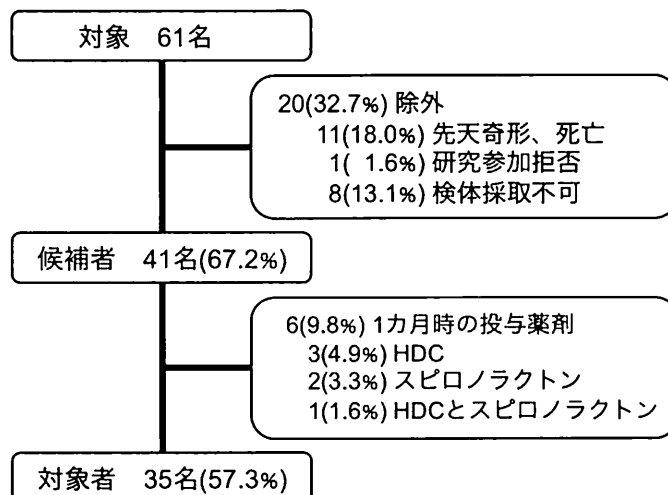 対象 61名
20(32.7%) 除外
11(18.0%) 先天奇形、死亡
1( 1.6%) 研究参加拒否
8(13.1%) 検体採取不可
候補者 41名(67.2%)
6(9.8%) 1カ月時の投与薬剤
3(4.9%) HDC
2(3.3%) スピロノラクトン
1(1.6%) HDCとスピロノラクトン
対象者 35名(57.3%)